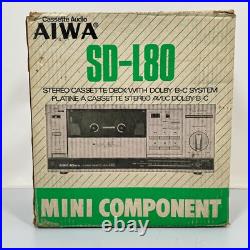 Cassette Audio
AIWA
SD-L80
STEREO CASSETTE DECK WITH DOLBY B-C SYSTEM
PLATINE A CASSETTE STEREO AVEC DOLBY B-C
MINI COMPONENT